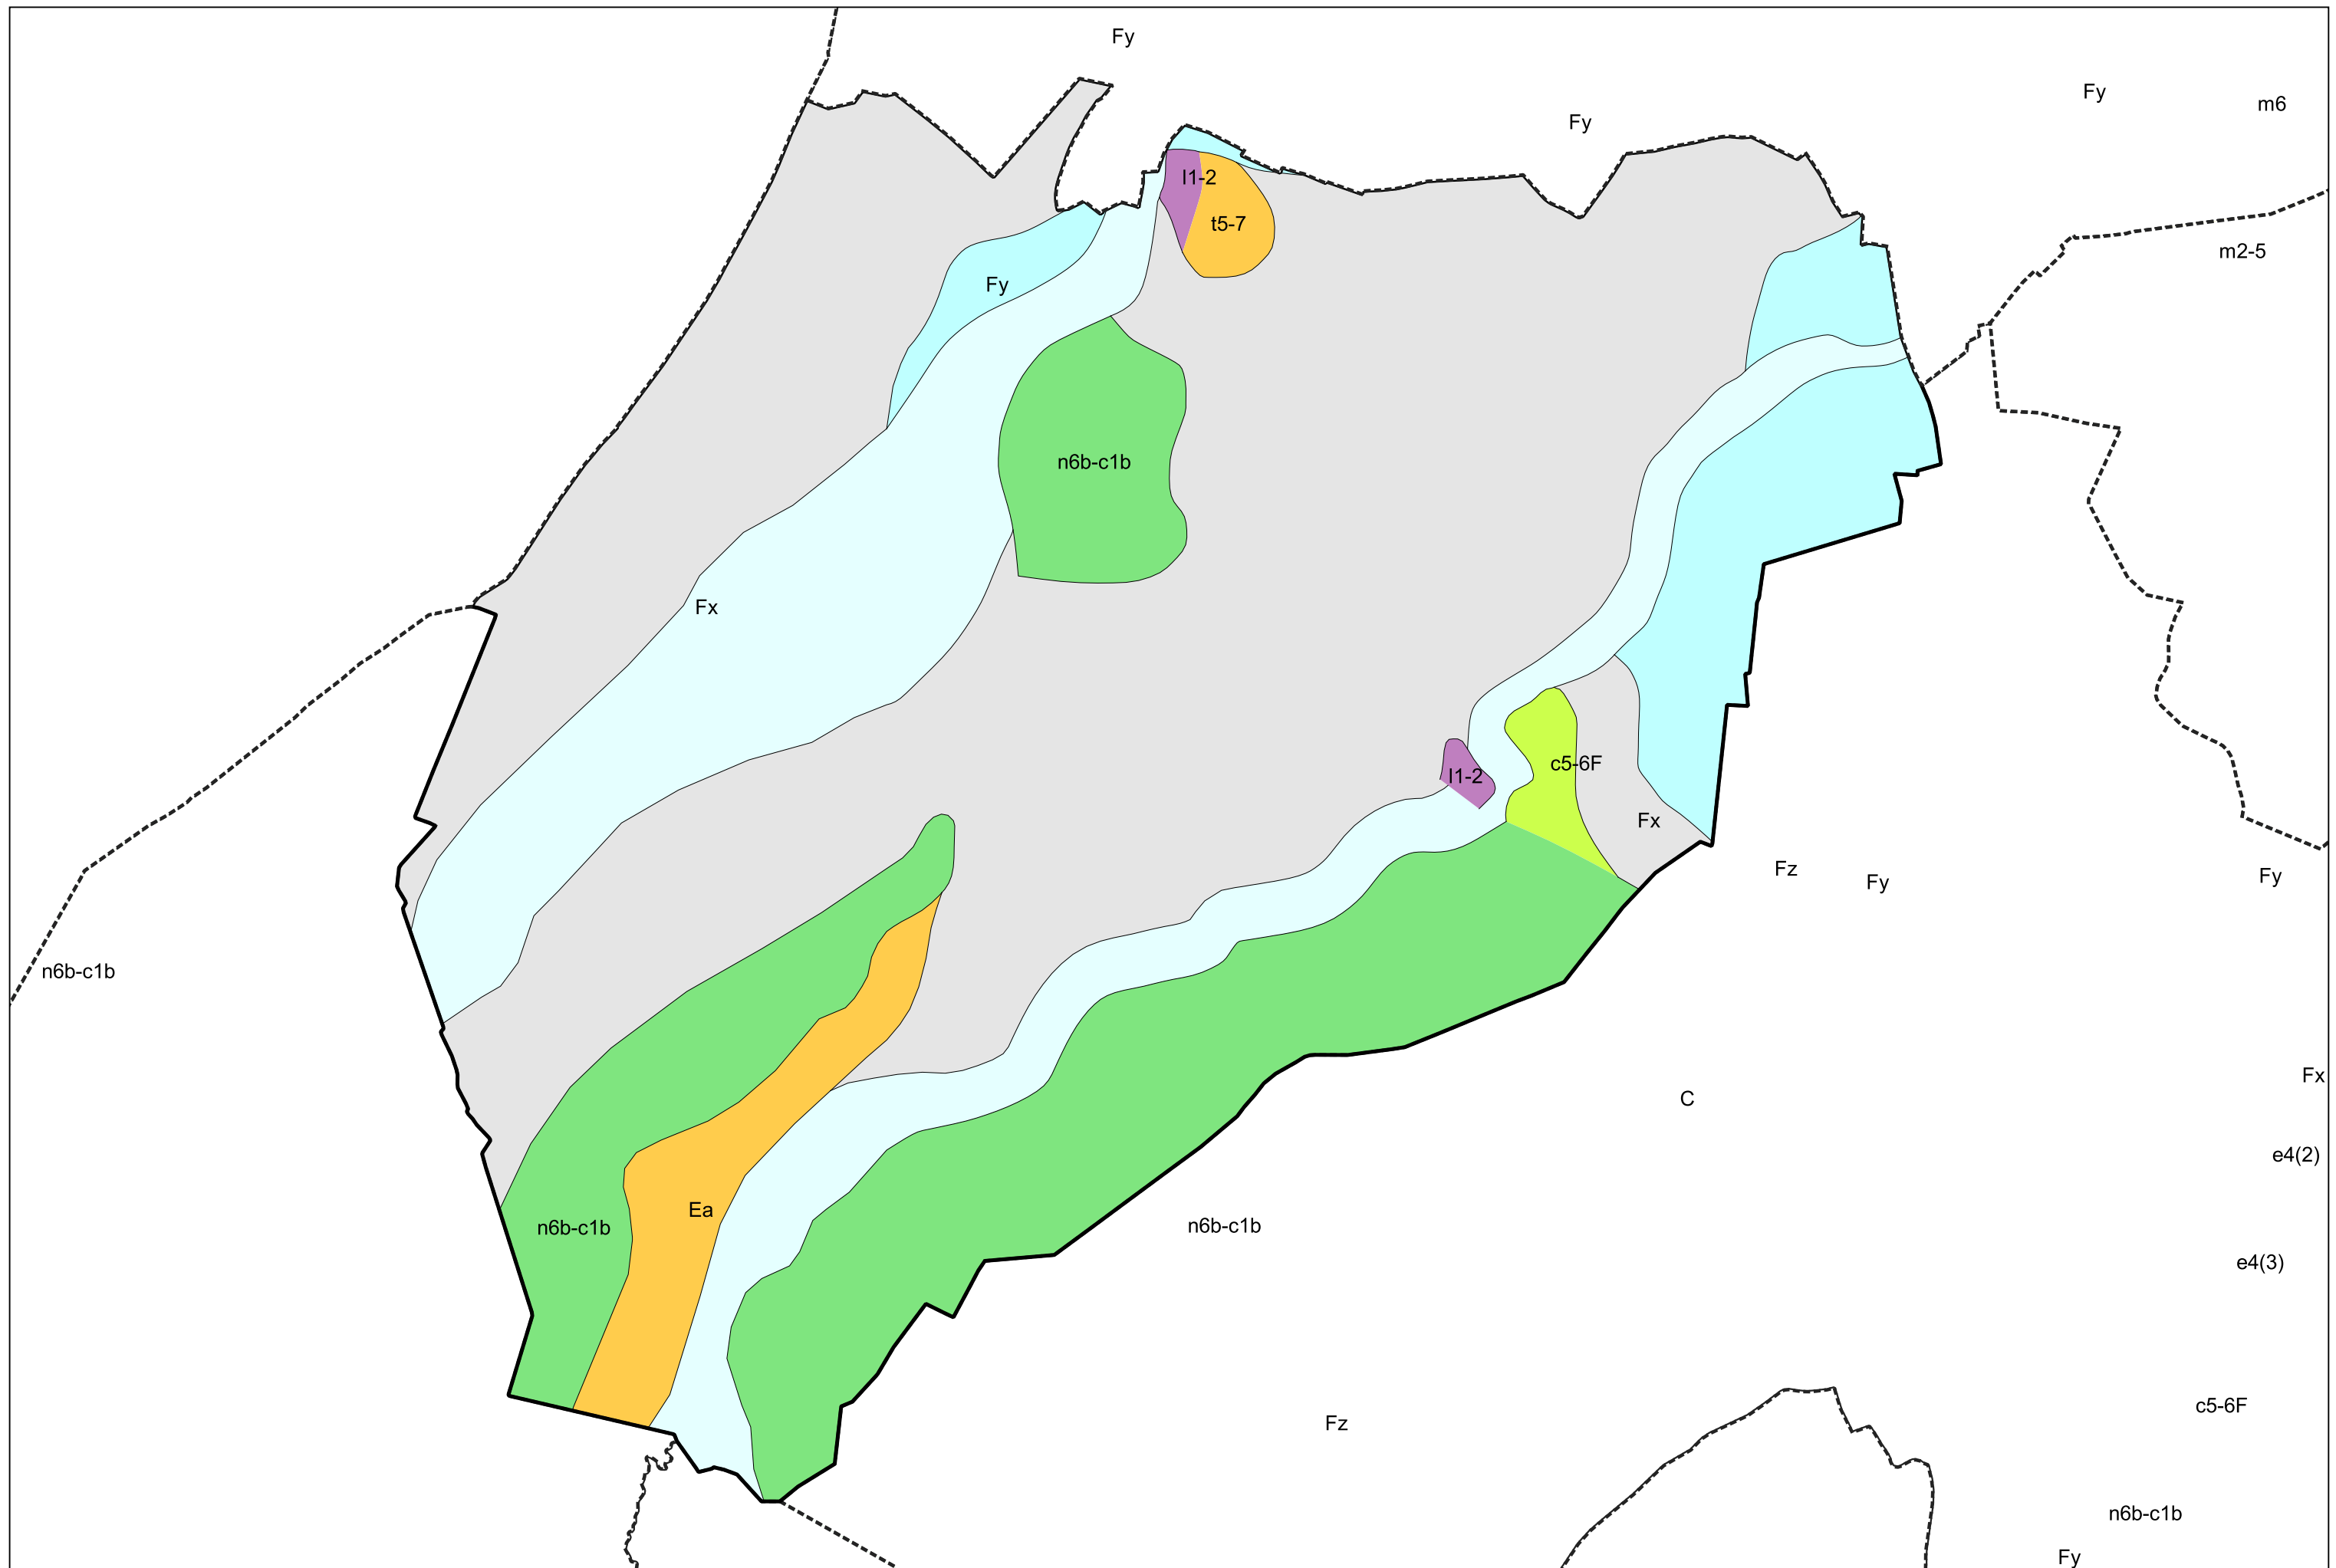 Fy
Fy
m6
Fy
l1-2
t5-7
m2-5
Fy
n6b-c1b
Fx
c5-6F
l1-2
Fx
Fz
Fy
Fy
n6b-c1b
Fx
C
e4(2)
Ea
n6b-c1b
n6b-c1b
e4(3)
c5-6F
Fz
n6b-c1b
Fy